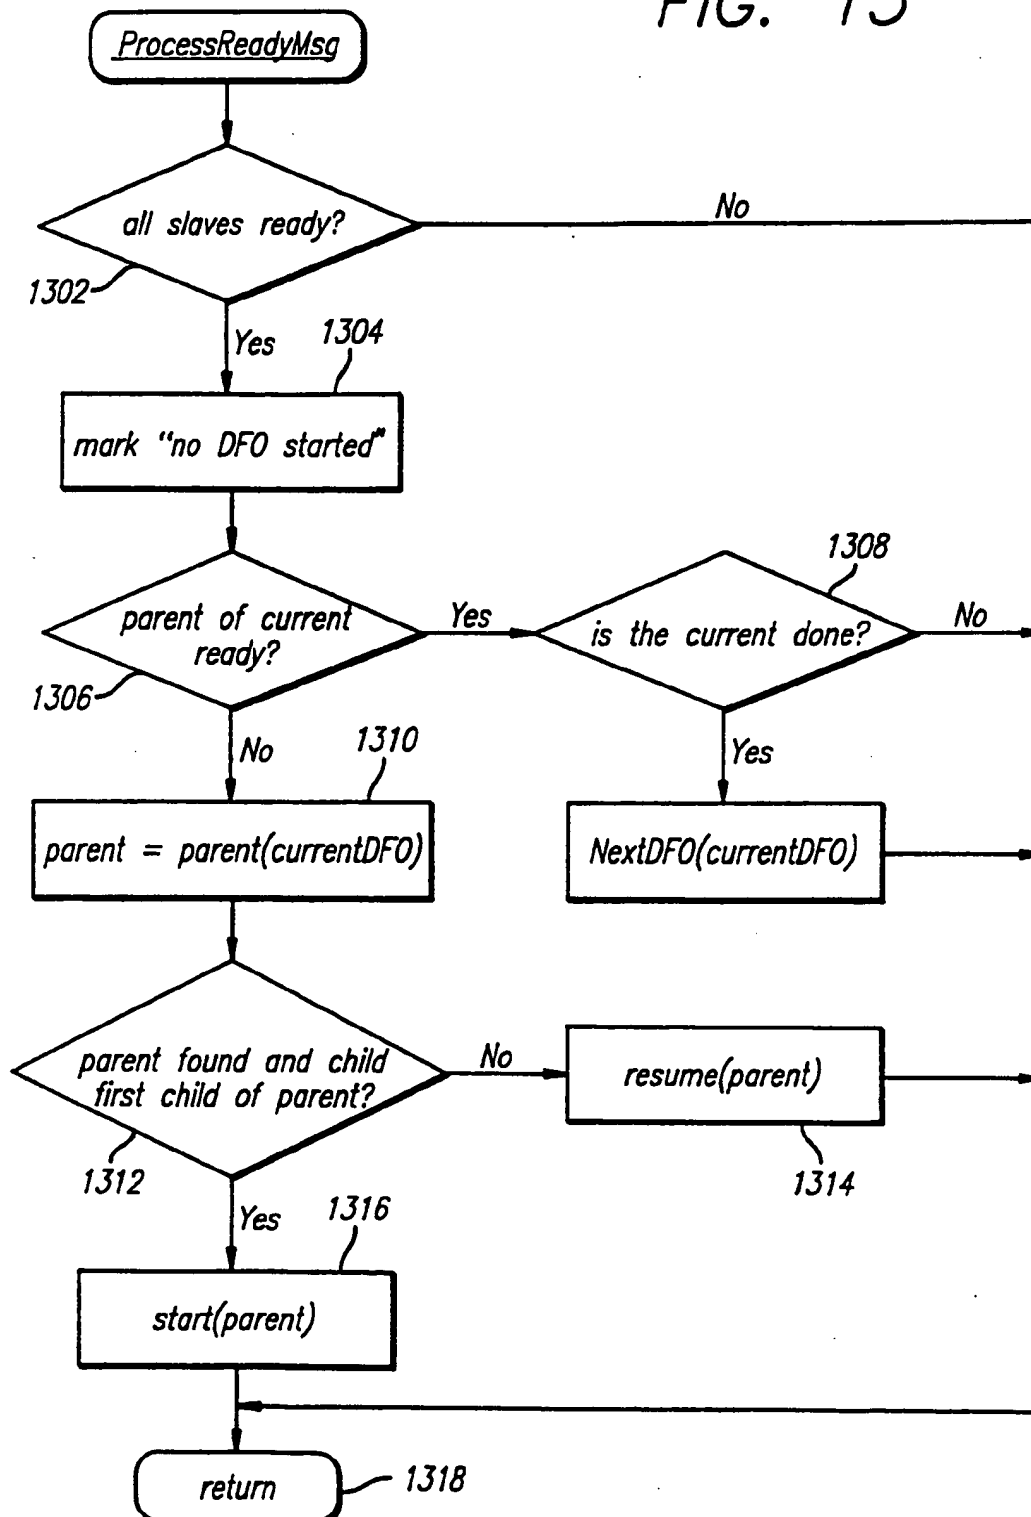 FIG. 13
ProcessReadyMsg
all slaves ready?
No
1302
Yes
1304
mark "no DFO started"
1308
parent of current
ready?
Yes
is the current done?
No
1306
No
1310
Yes
parent = parent(currentDFO)
NextDFO(currentDFO)
parent found and child
first child of parent?
No
resume(parent)
1312
1314
Yes
1316
start(parent)
return
1318